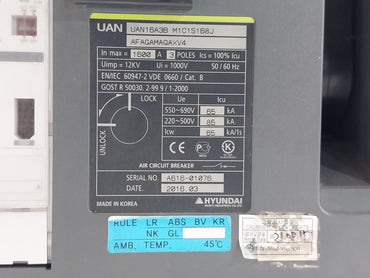 UAN UAN16A3B M1C1S168J
AFAGAMAQAXV4
In max = 1600 A 3 POLES Ics = 100% Icu
Uimp = 12KV Ui = 1000V 50 / 60 Hz
EN/IEC 60947-2 VDE 0660 / Cat. B
GOST R 50030. 2-99 9 / 1-2000
LOCK
UNLOCK
Icu
550~690V 65 kA
220~500V 85 kA
Icw 65 kA/1s
AIR CIRCUIT BREAKER
SERIAL NO. A616-01076
DATE 2016.03
MADE IN KOREA
HYUNDAI
RULE LR ABS BV KR
NK GL
AMB. TEMP. 45℃